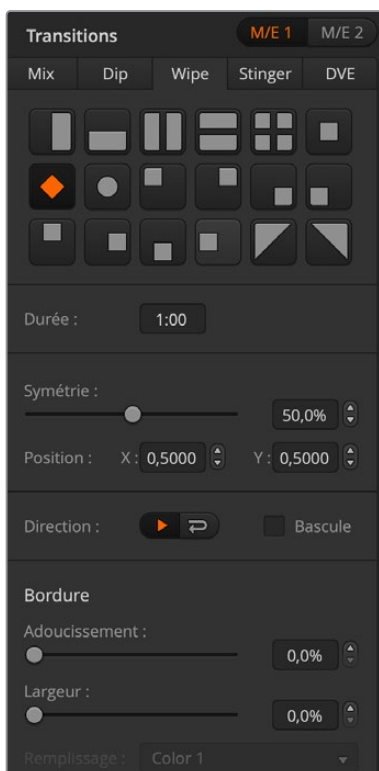 Transitions M/E 1 M/E 2
Mix Dip Wipe Stinger DVE
Durée : 1:00
Symétrie :
50,0%
Position : X : 0,5000 Y : 0,5000
Direction : Bascule
Bordure
Adoucissement :
0,0%
Largeur :
0,0%
Remplissage : Color 1